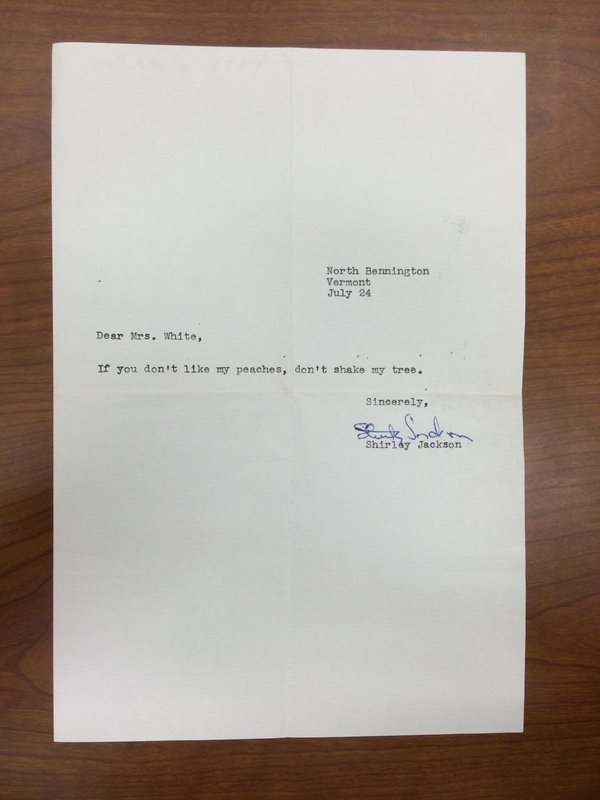 North Bennington
Vermont
July 24
Dear Mrs. White,
If you don't like my peaches, don't shake my tree.
Sincerely,
Shirley Jackson
Shirley Jackson